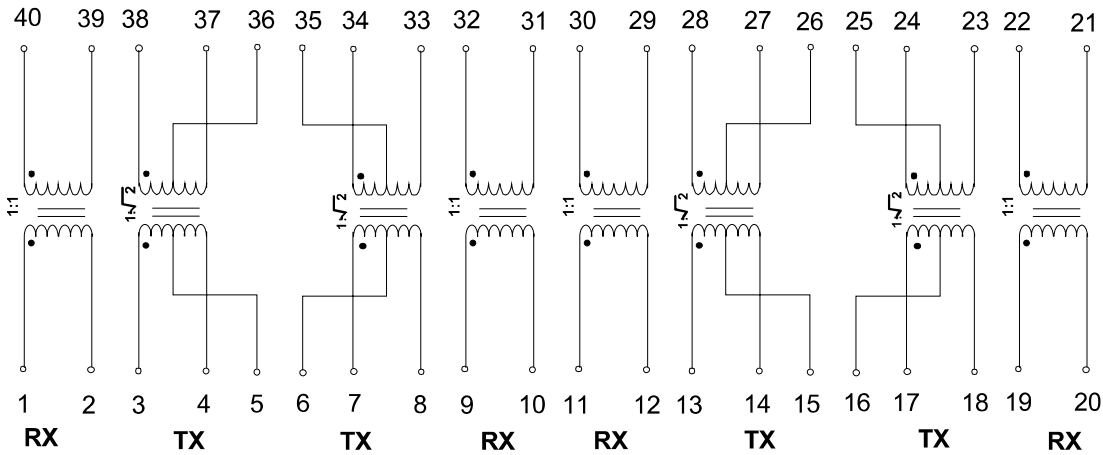 40 39 38 37 36 35 34 33 32 31 30 29 28 27 26 25 24 23 22 21
1:1 1:√2 1:√2 1:1 1:1 1:√2 1:√2 1:1
1 2 3 4 5 6 7 8 9 10 11 12 13 14 15 16 17 18 19 20
RX TX TX RX RX TX TX RX